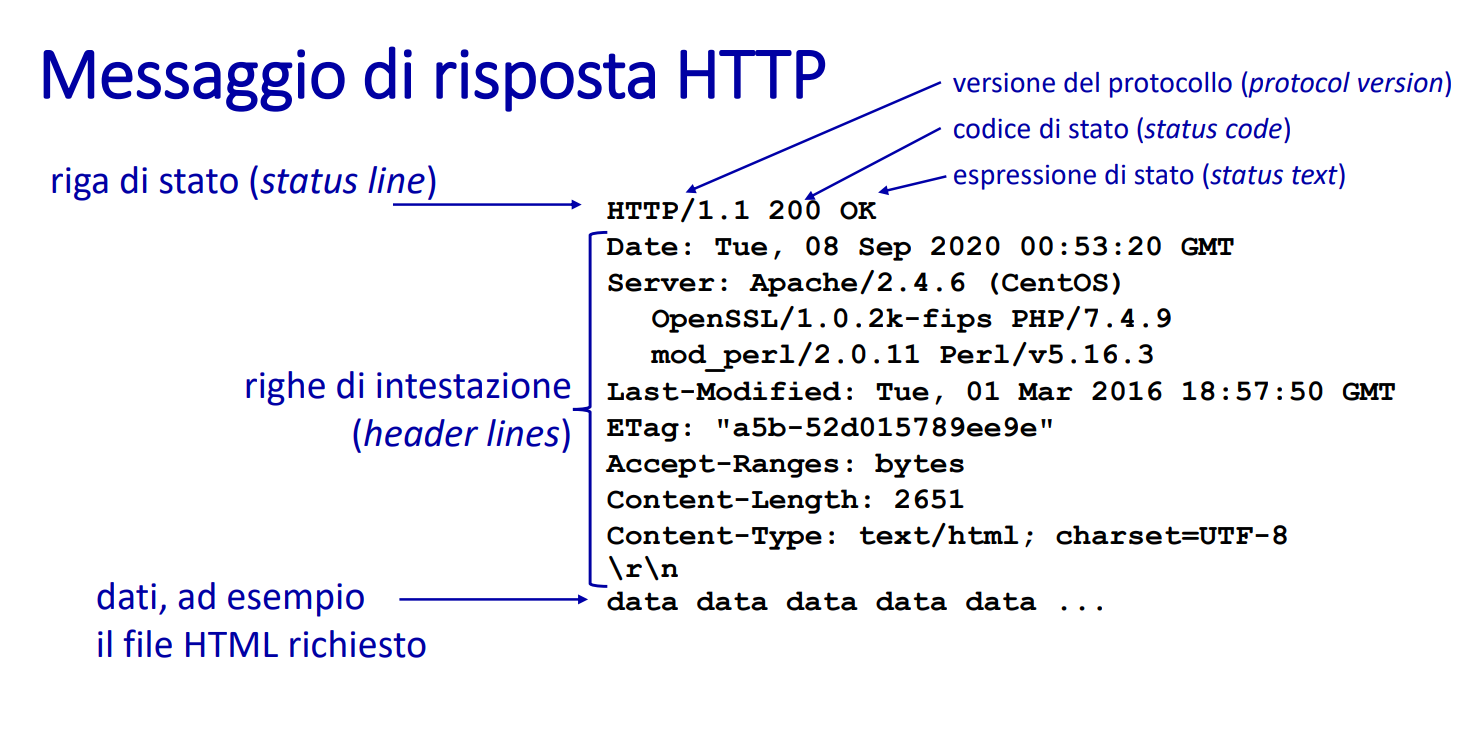 Messaggio di risposta HTTP
versione del protocollo (protocol version)
codice di stato (status code)
espressione di stato (status text)
riga di stato (status line)
HTTP/1.1 200 OK
Date: Tue, 08 Sep 2020 00:53:20 GMT
Server: Apache/2.4.6 (CentOS)
OpenSSL/1.0.2k-fips PHP/7.4.9
mod_perl/2.0.11 Perl/v5.16.3
Last-Modified: Tue, 01 Mar 2016 18:57:50 GMT
ETag: "a5b-52d015789ee9e"
Accept-Ranges: bytes
Content-Length: 2651
Content-Type: text/html; charset=UTF-8
\r\n
righe di intestazione
(header lines)
data data data data data ...
dati, ad esempio
il file HTML richiesto